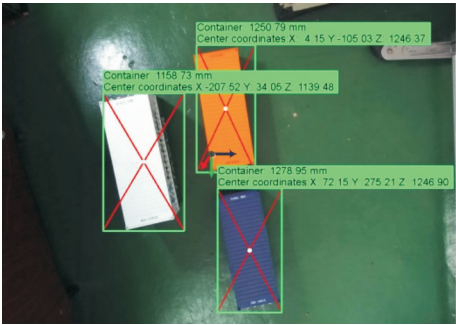 Container 1250.79 mm
Center coordinates X: 4.15 Y:-105.03 Z: 1246.37
Container 1158.73 mm
Center coordinates X:-207.52 Y: 34.05 Z: 1139.48
Container 1278.95 mm
Center coordinates X: 72.15 Y: 275.21 Z: 1246.90